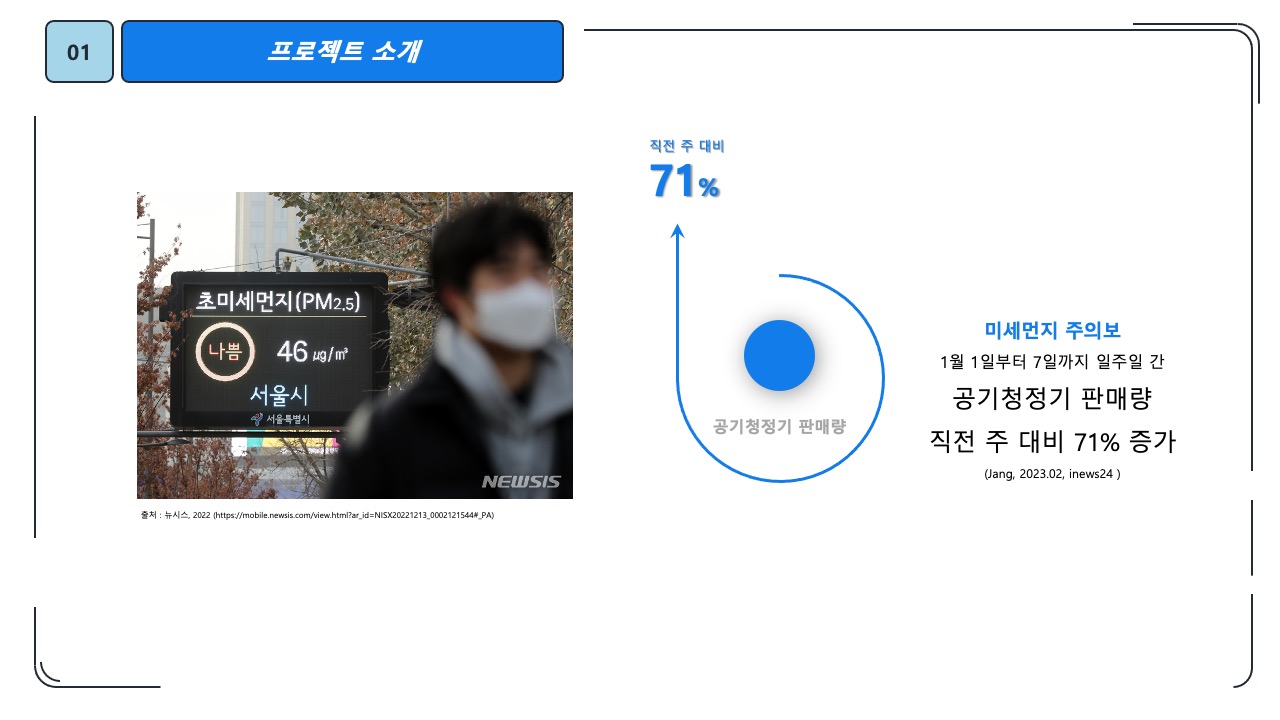 01
프로젝트 소개
직전 주 대비
71%
초미세먼지(PM2.5)
나쁨
46 ㎍/㎥
서울시
서울특별시
NEWSIS
출처 : 뉴시스, 2022 (https://mobile.newsis.com/view.html?ar_id=NISX20221213_0002121544#_PA)
공기청정기 판매량
미세먼지 주의보
1월 1일부터 7일까지 일주일 간
공기청정기 판매량
직전 주 대비 71% 증가
(Jang, 2023.02, inews24 )